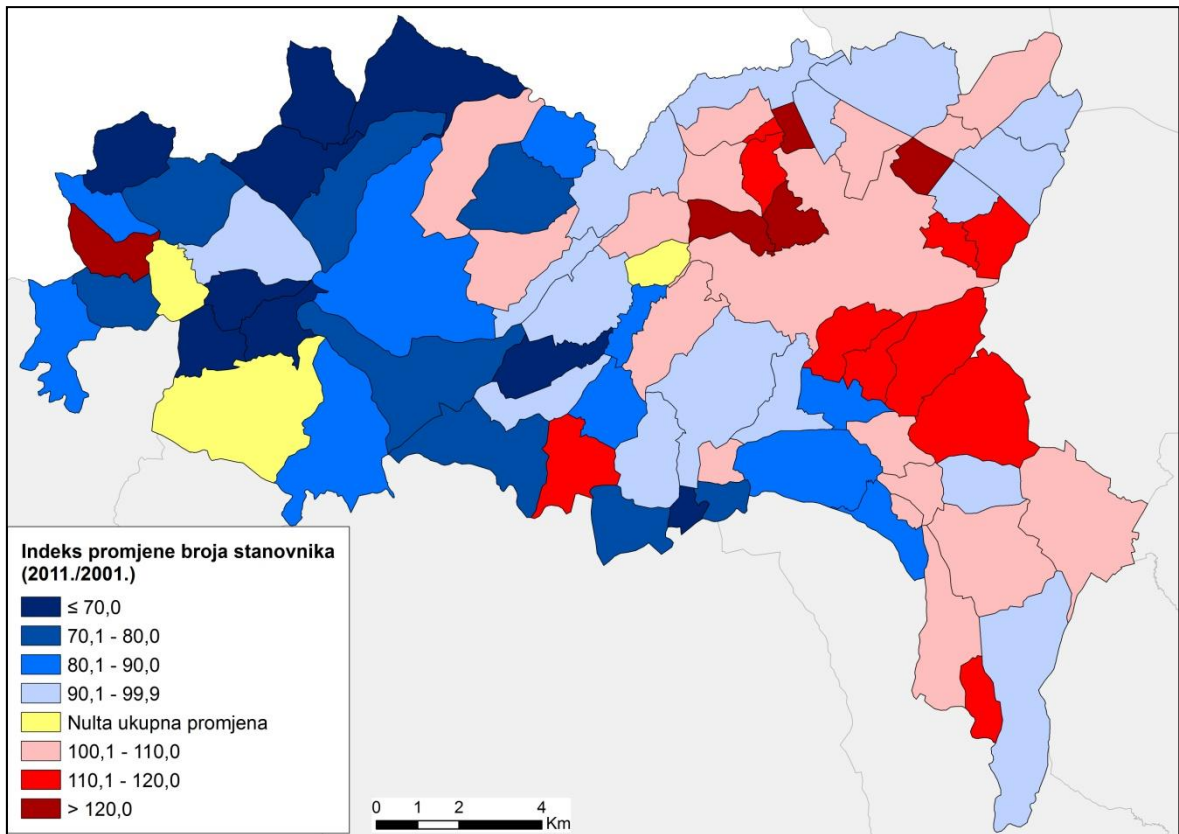 Indeks promjene broja stanovnika
(2011./2001.)
≤ 70,0
70,1 - 80,0
80,1 - 90,0
90,1 - 99,9
Nulta ukupna promjena
100,1 - 110,0
110,1 - 120,0
> 120,0
0 1 2 4
Km